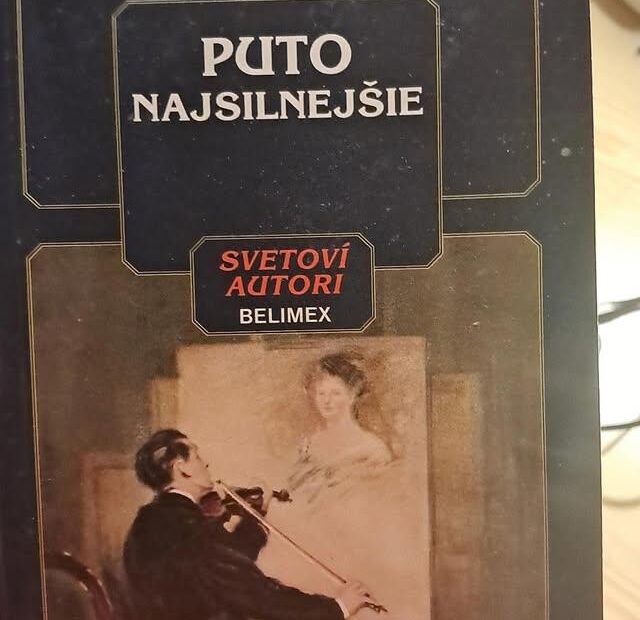 PUTO
NAJSILNEJŠIE
SVETOVÍ
AUTORI
BELIMEX